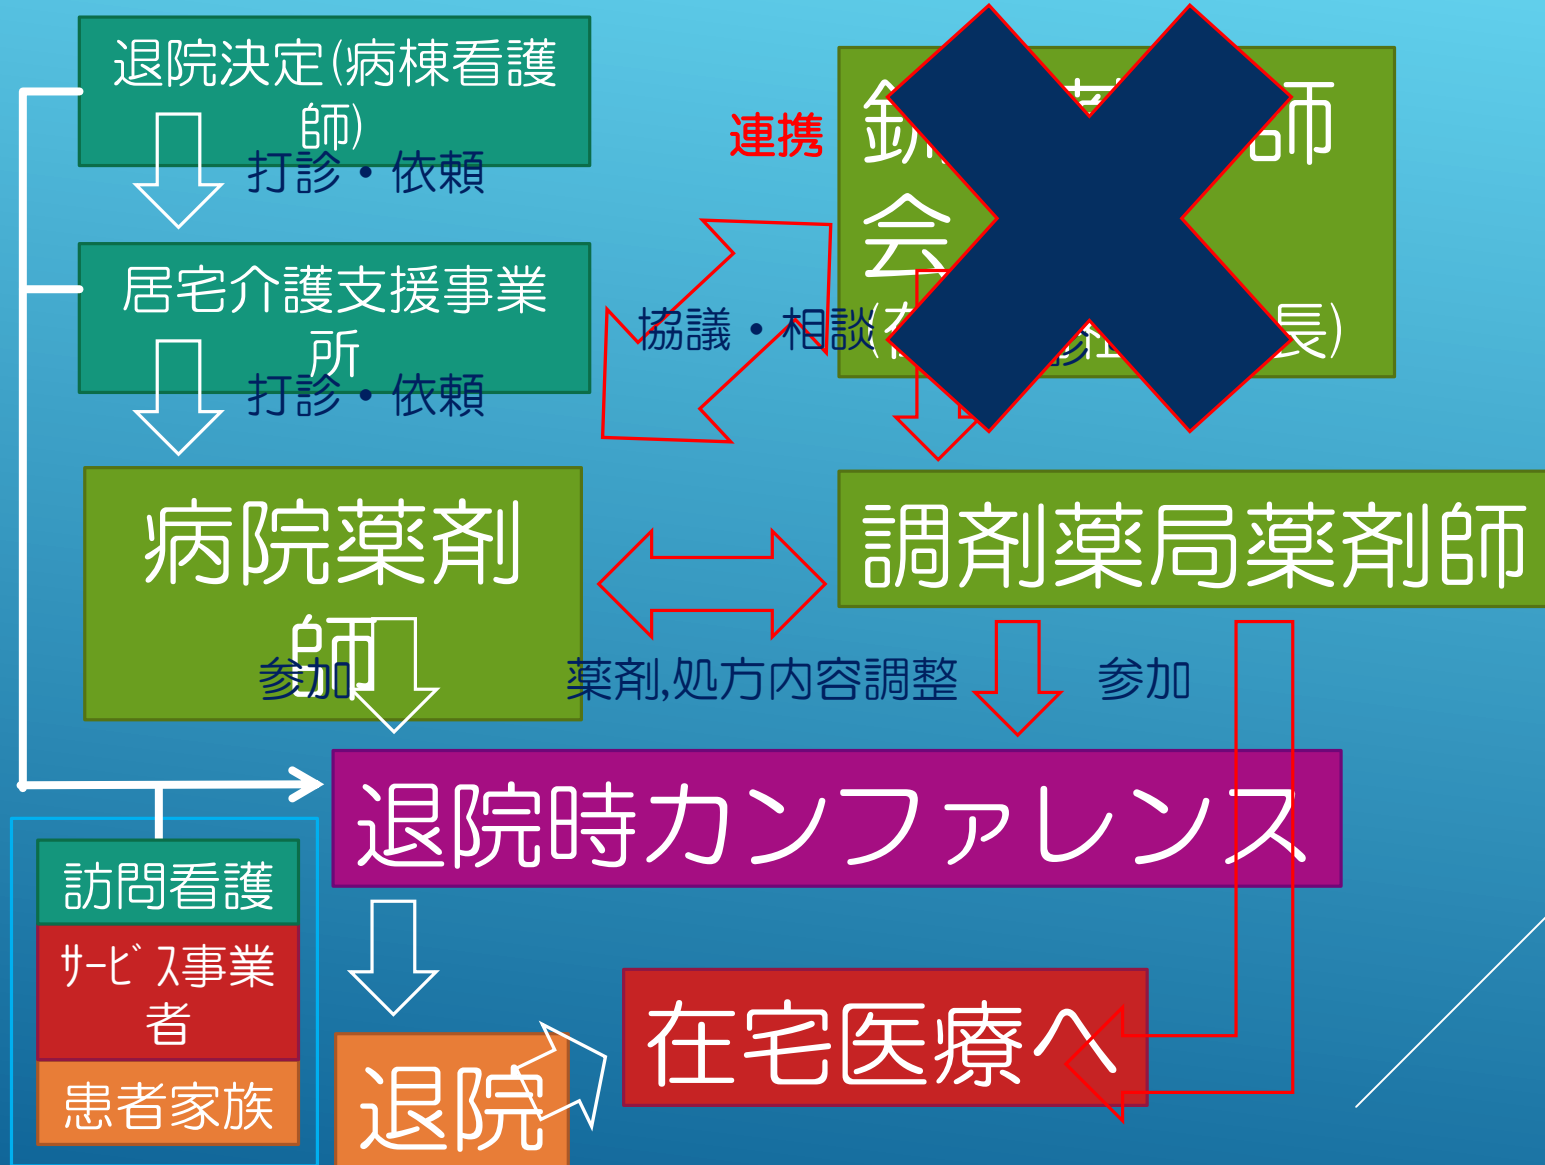 退院決定(病棟看護
師)
打診・依頼
居宅介護支援事業
所
打診・依頼
連携
師
会
長)
協議・相談
病院薬剤
師
調剤薬局薬剤師
参加
薬剤,処方内容調整
参加
退院時カンファレンス
訪問看護
ｻｰﾋﾞｽ事業
者
患者家族
退院
在宅医療へ